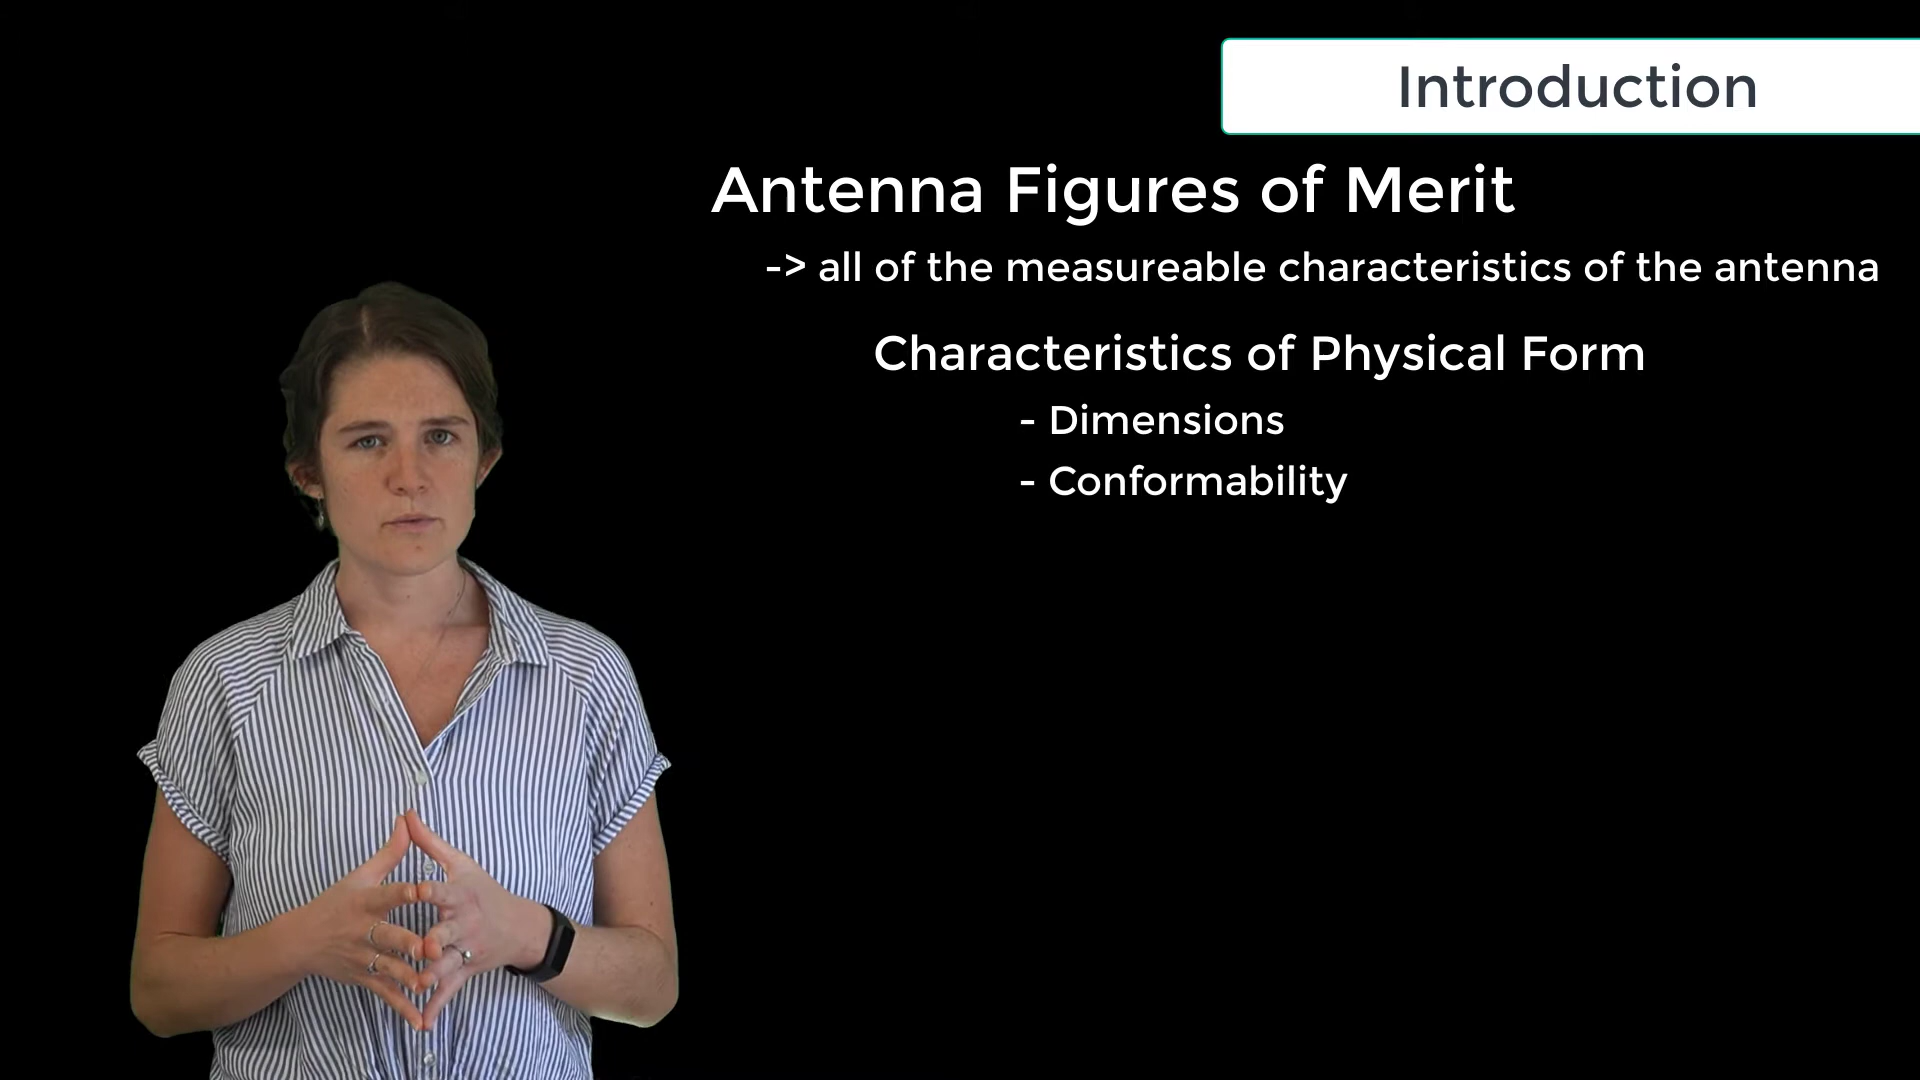 Introduction
Antenna Figures of Merit
-> all of the measureable characteristics of the antenna
Characteristics of Physical Form
- Dimensions
- Conformability